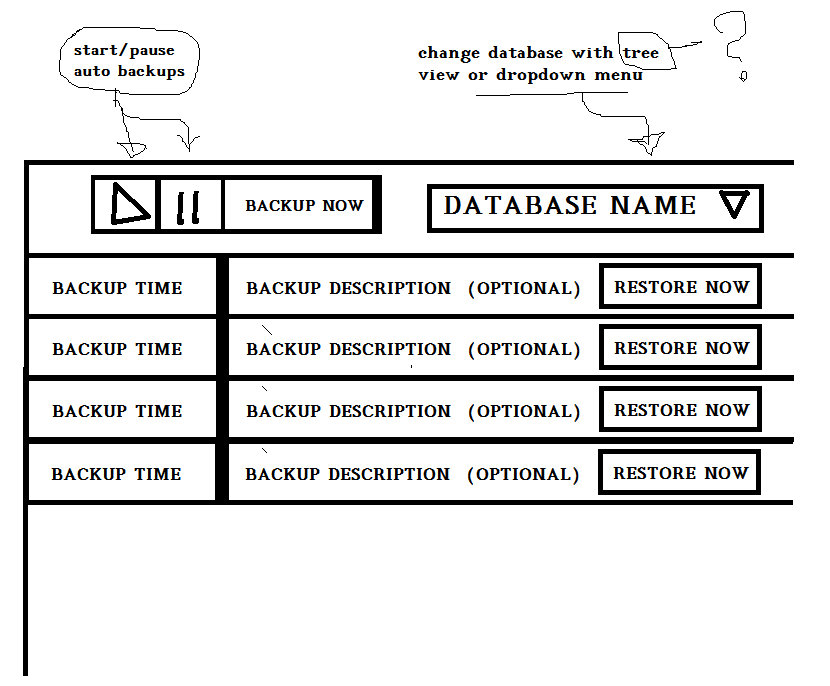 start/pause
auto backups
change database with tree
view or dropdown menu
?
BACKUP NOW
DATABASE NAME
BACKUP TIME BACKUP DESCRIPTION (OPTIONAL) RESTORE NOW
BACKUP TIME BACKUP DESCRIPTION (OPTIONAL) RESTORE NOW
BACKUP TIME BACKUP DESCRIPTION (OPTIONAL) RESTORE NOW
BACKUP TIME BACKUP DESCRIPTION (OPTIONAL) RESTORE NOW